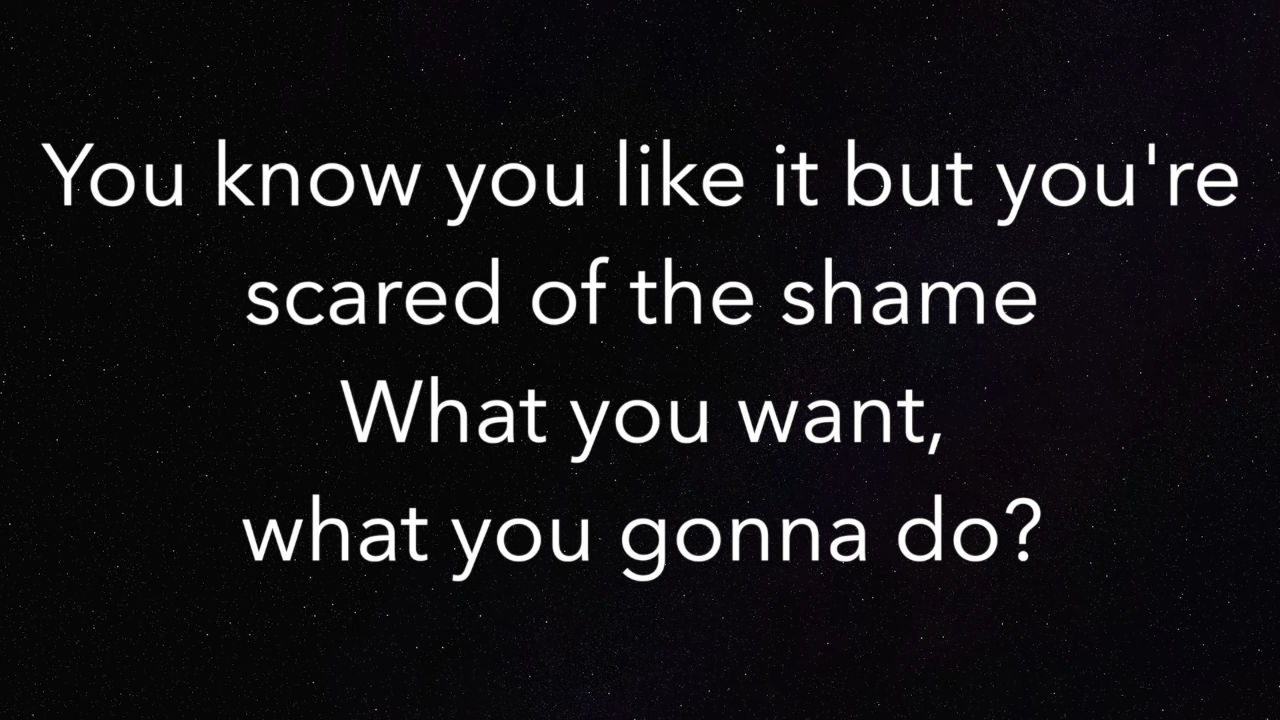 You know you like it but you're
scared of the shame
What you want,
what you gonna do?